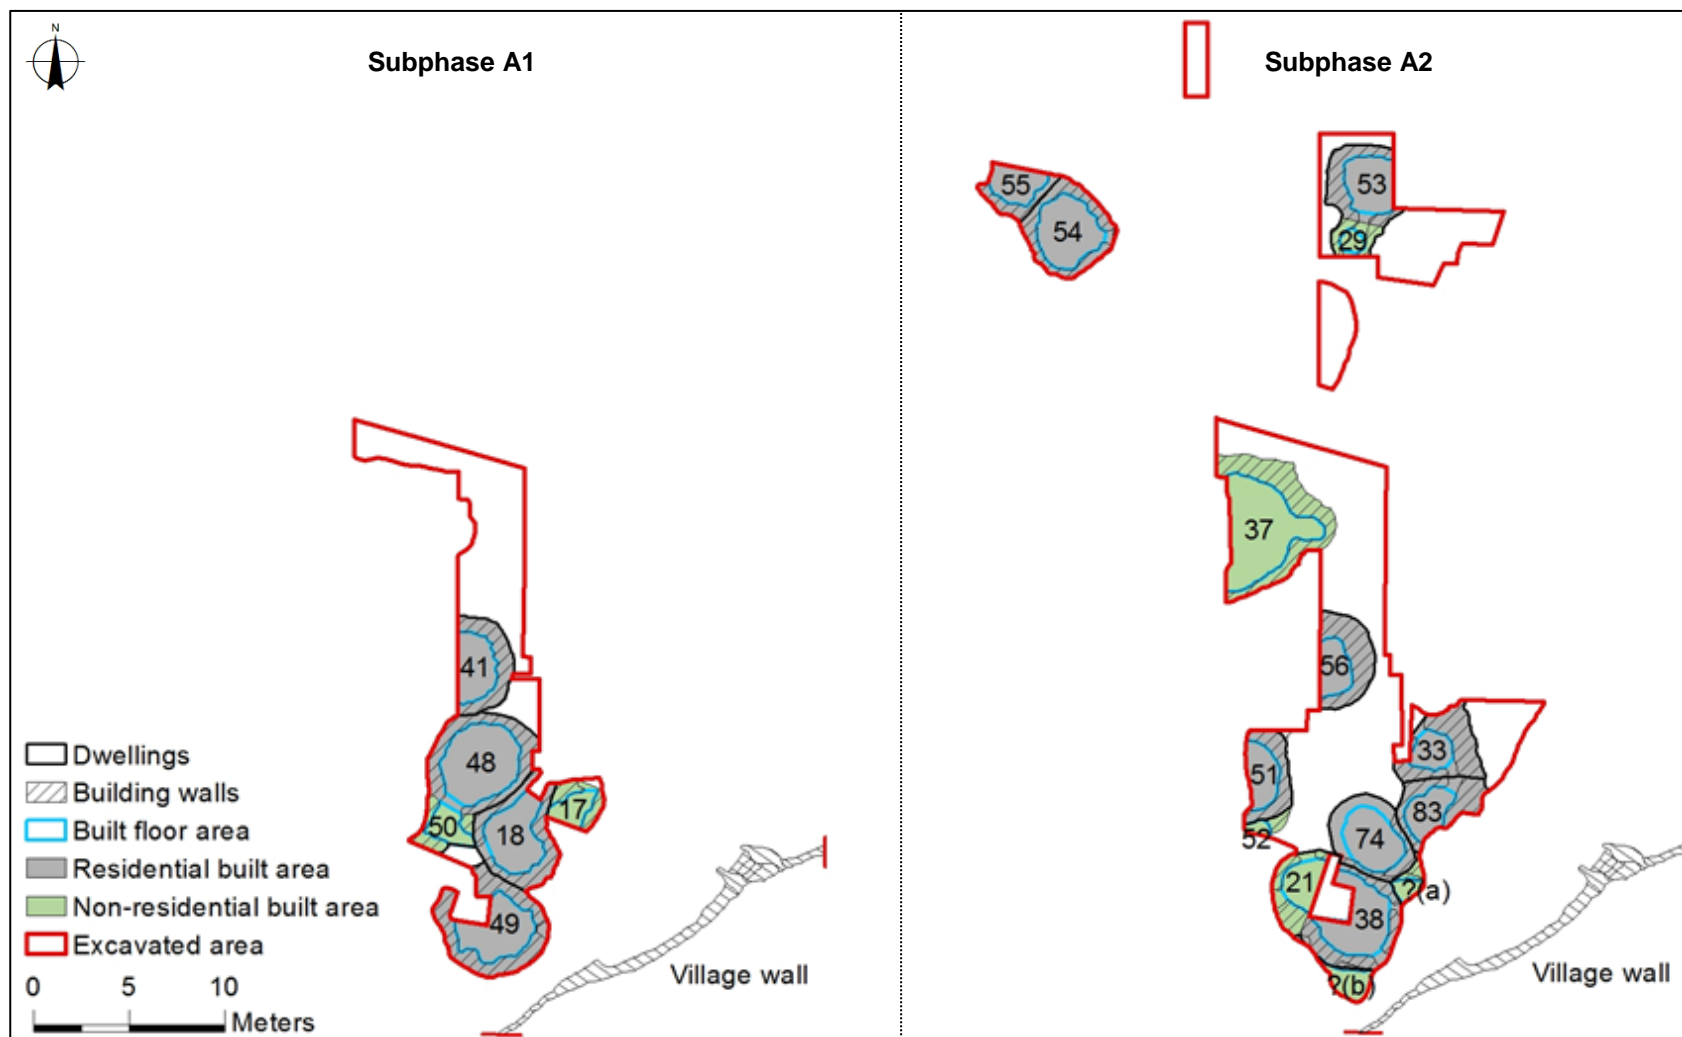 N
Subphase A1
Subphase A2
55
54
53
29
37
41
56
48
50
18
17
49
51
52
33
83
74
21
38
?(a)
?(b)
Dwellings
Building walls
Built floor area
Residential built area
Non-residential built area
Excavated area
0 5 10
Meters
Village wall
Village wall